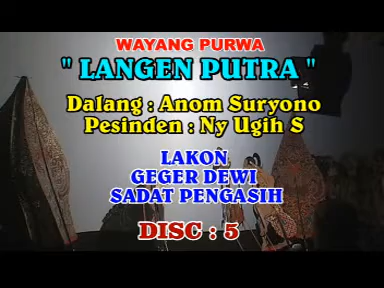 WAYANG PURWA
" LANGEN PUTRA "
Dalang : Anom Suryono
Pesinden : Ny Ugih S
LAKON
GEGER DEWI
SADAT PENGASIH
DISC : 5